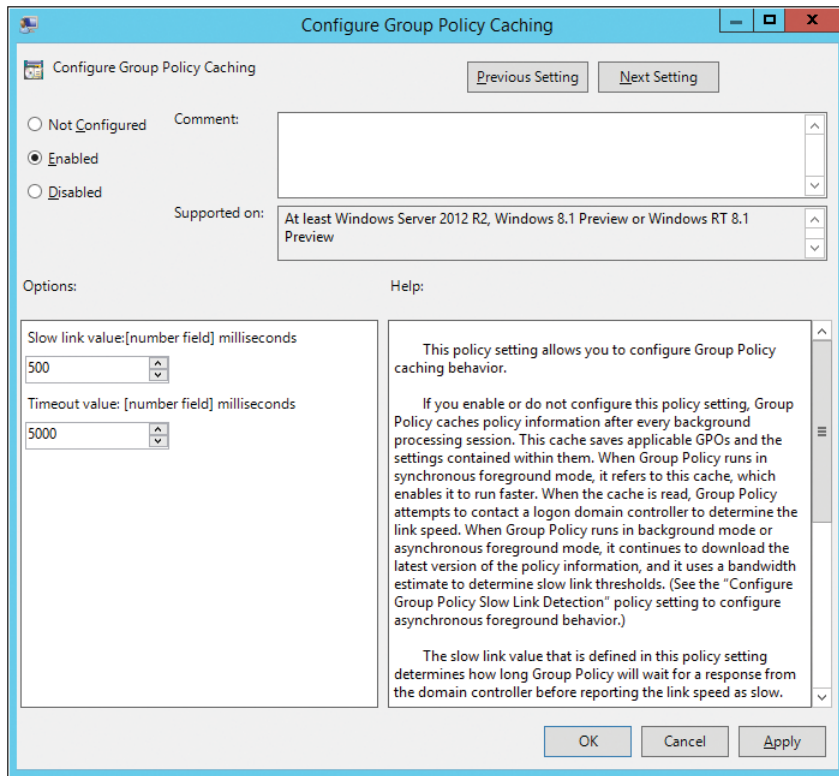 Configure Group Policy Caching
Configure Group Policy Caching
Previous Setting
Next Setting
Not Configured
Comment:
Enabled
Disabled
Supported on:
At least Windows Server 2012 R2, Windows 8.1 Preview or Windows RT 8.1
Preview
Options:
Help:
Slow link value:[number field] milliseconds
500
Timeout value: [number field] milliseconds
5000
This policy setting allows you to configure Group Policy
caching behavior.
If you enable or do not configure this policy setting, Group
Policy caches policy information after every background
processing session. This cache saves applicable GPOs and the
settings contained within them. When Group Policy runs in
synchronous foreground mode, it refers to this cache, which
enables it to run faster. When the cache is read, Group Policy
attempts to contact a logon domain controller to determine the
link speed. When Group Policy runs in background mode or
asynchronous foreground mode, it continues to download the
latest version of the policy information, and it uses a bandwidth
estimate to determine slow link thresholds. (See the “Configure
Group Policy Slow Link Detection” policy setting to configure
asynchronous foreground behavior.)
The slow link value that is defined in this policy setting
determines how long Group Policy will wait for a response from
the domain controller before reporting the link speed as slow.
OK
Cancel
Apply